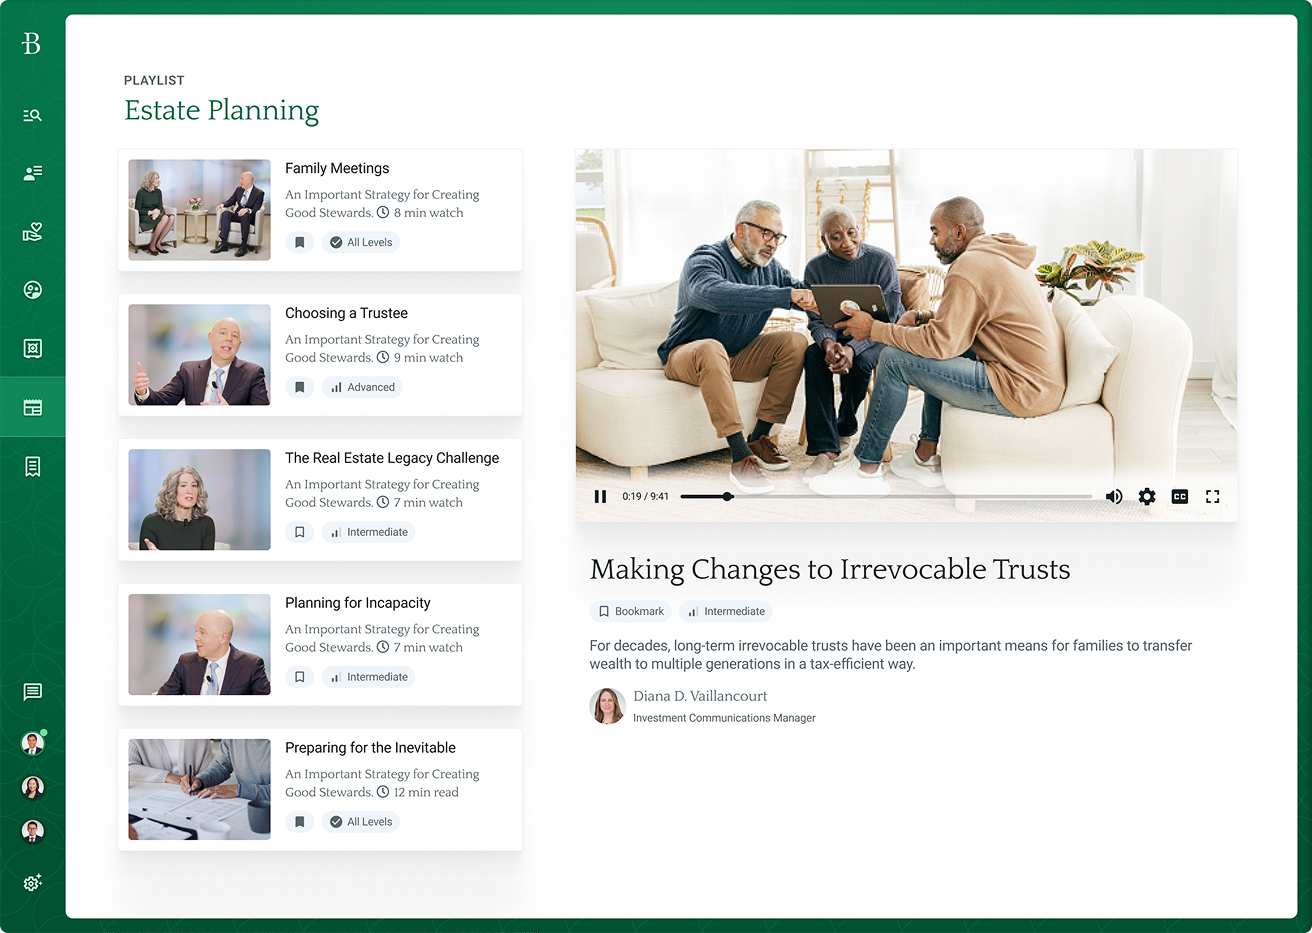 B
PLAYLIST
Estate Planning
Family Meetings
An Important Strategy for Creating
Good Stewards. 8 min watch
All Levels
Choosing a Trustee
An Important Strategy for Creating
Good Stewards. 9 min watch
Advanced
The Real Estate Legacy Challenge
An Important Strategy for Creating
Good Stewards. 7 min watch
Intermediate
Planning for Incapacity
An Important Strategy for Creating
Good Stewards. 7 min watch
Intermediate
Preparing for the Inevitable
An Important Strategy for Creating
Good Stewards. 12 min read
All Levels
0:19 / 9:41
CC
Making Changes to Irrevocable Trusts
Bookmark
Intermediate
For decades, long-term irrevocable trusts have been an important means for families to transfer
wealth to multiple generations in a tax-efficient way.
Diana D. Vaillancourt
Investment Communications Manager